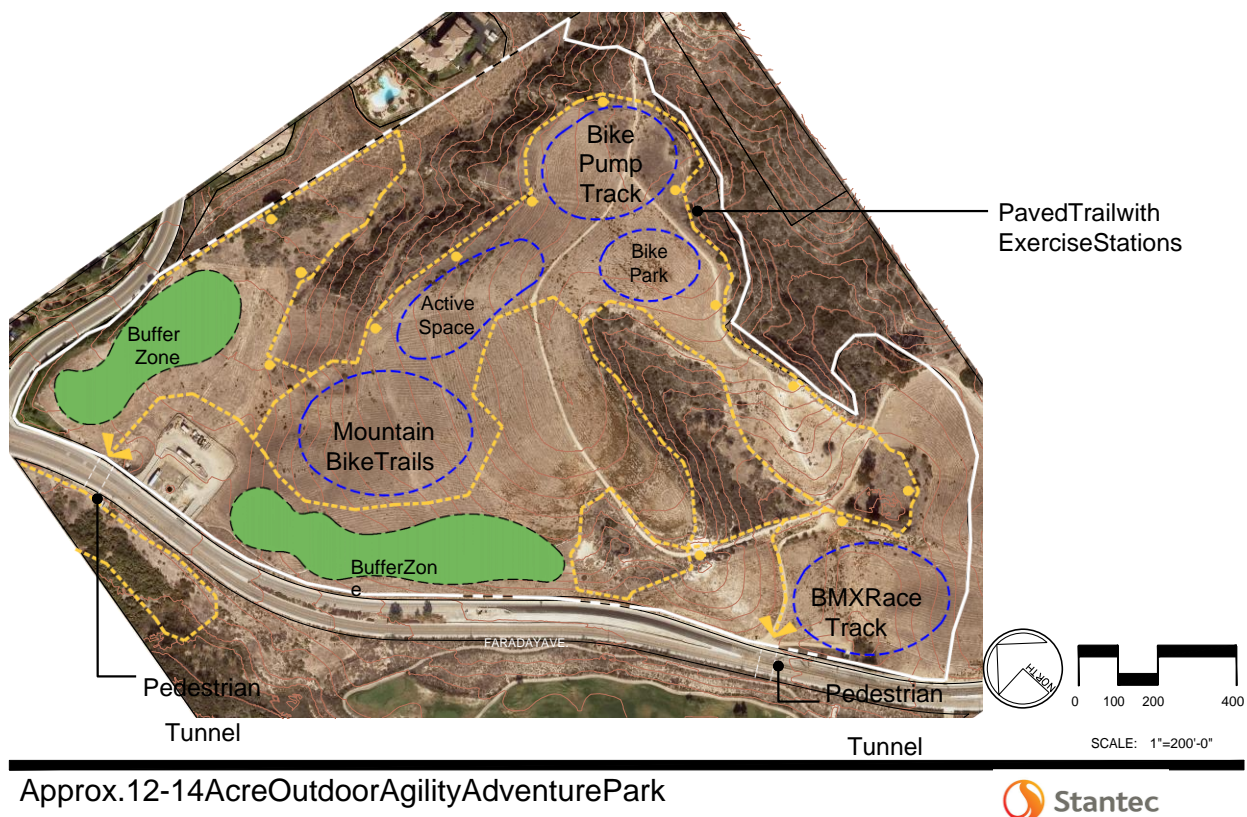 Bike
Pump
Track
PavedTrailwith
ExerciseStations
Bike
Park
Active
Space
Buffer
Zone
Mountain
BikeTrails
BufferZon
e
BMXRace
Track
FARADAYAVE
NORTH
Pedestrian
Tunnel
Pedestrian
Tunnel
0 100 200 400
SCALE: 1"=200'-0"
Approx.12-14AcreOutdoorAgilityAdventurePark
Stantec